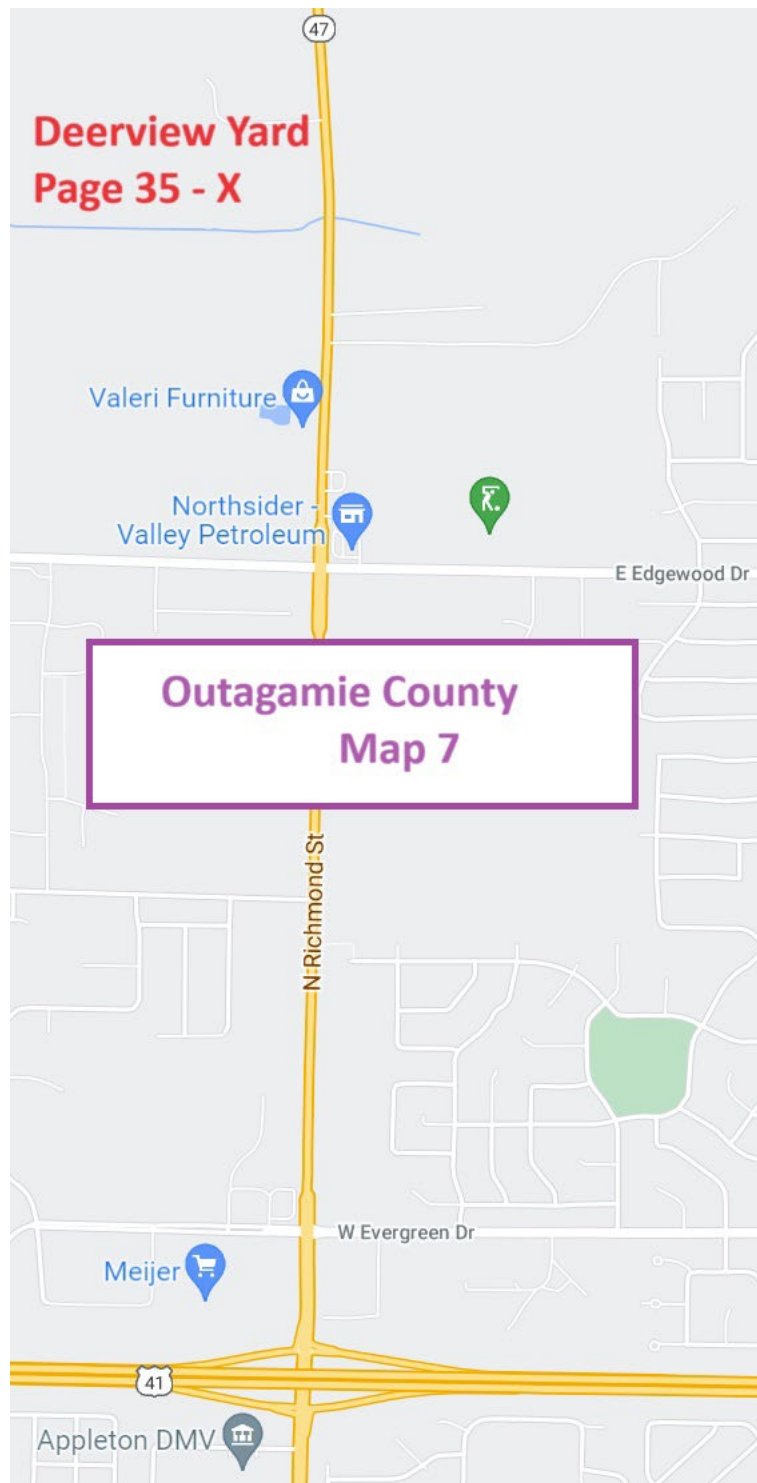 47
Deerview Yard
Page 35 - X
Valeri Furniture
Northsider -
Valley Petroleum
E Edgewood Dr
Outagamie County
Map 7
N Richmond St
W Evergreen Dr
Meijer
41
Appleton DMV